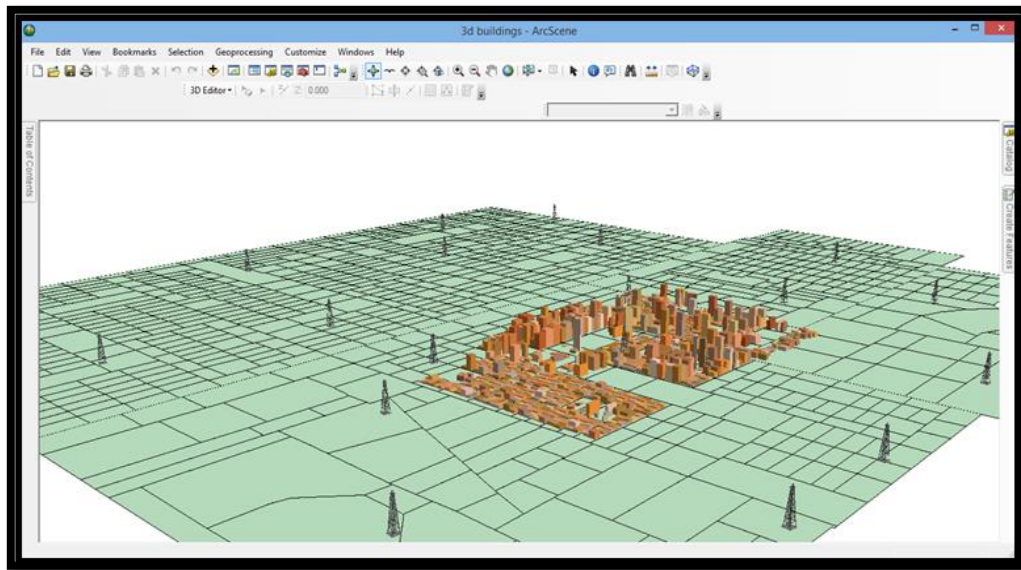 3d buildings - ArcScene
File Edit View Bookmarks Selection Geoprocessing Customize Windows Help
3D Editor Z: 0.000
Table of Contents
Catalog
Create Features